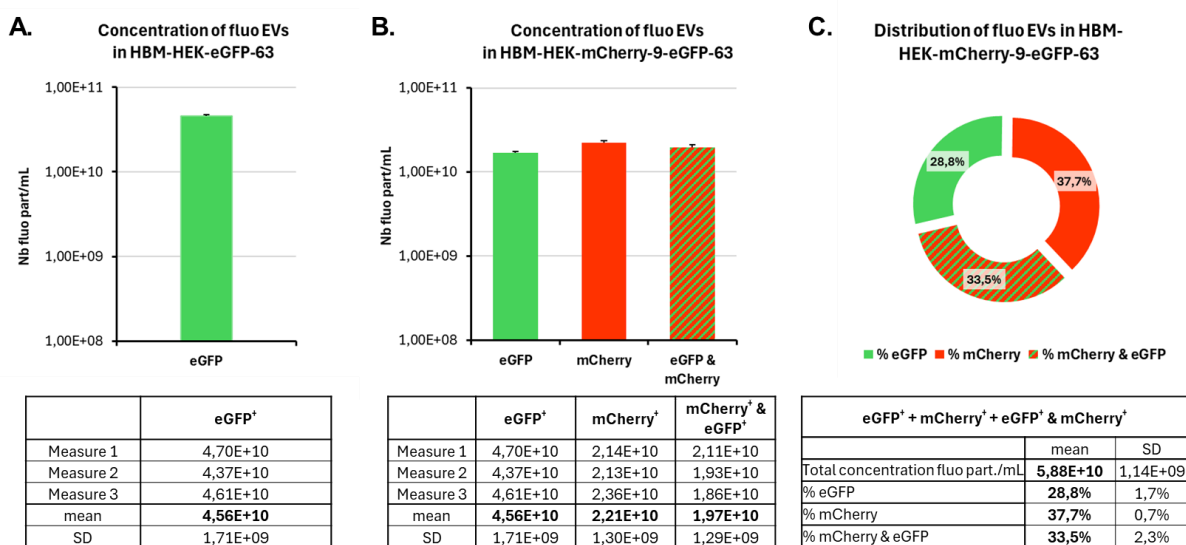 A.
Concentration of fluo EVs
in HBM-HEK-eGFP-63
1,00E+11
1,00E+10
1,00E+09
1,00E+08
Nb fluo part/mL
eGFP
eGFP⁺
Measure 1 4,70E+10
Measure 2 4,37E+10
Measure 3 4,61E+10
mean 4,56E+10
SD 1,71E+09
B.
Concentration of fluo EVs
in HBM-HEK-mCherry-9-eGFP-63
1,00E+11
1,00E+10
1,00E+09
1,00E+08
Nb fluo part/mL
eGFP mCherry eGFP &
mCherry
eGFP⁺ mCherry⁺ mCherry⁺ &
eGFP⁺
Measure 1 4,70E+10 2,14E+10 2,11E+10
Measure 2 4,37E+10 2,13E+10 1,93E+10
Measure 3 4,61E+10 2,36E+10 1,86E+10
mean 4,56E+10 2,21E+10 1,97E+10
SD 1,71E+09 1,30E+09 1,29E+09
C.
Distribution of fluo EVs in HBM-
HEK-mCherry-9-eGFP-63
28,8%
37,7%
33,5%
% eGFP % mCherry % mCherry & eGFP
eGFP⁺ + mCherry⁺ + eGFP⁺ & mCherry⁺
mean SD
Total concentration fluo part./mL 5,88E+10 1,14E+09
% eGFP 28,8% 1,7%
% mCherry 37,7% 0,7%
% mCherry & eGFP 33,5% 2,3%